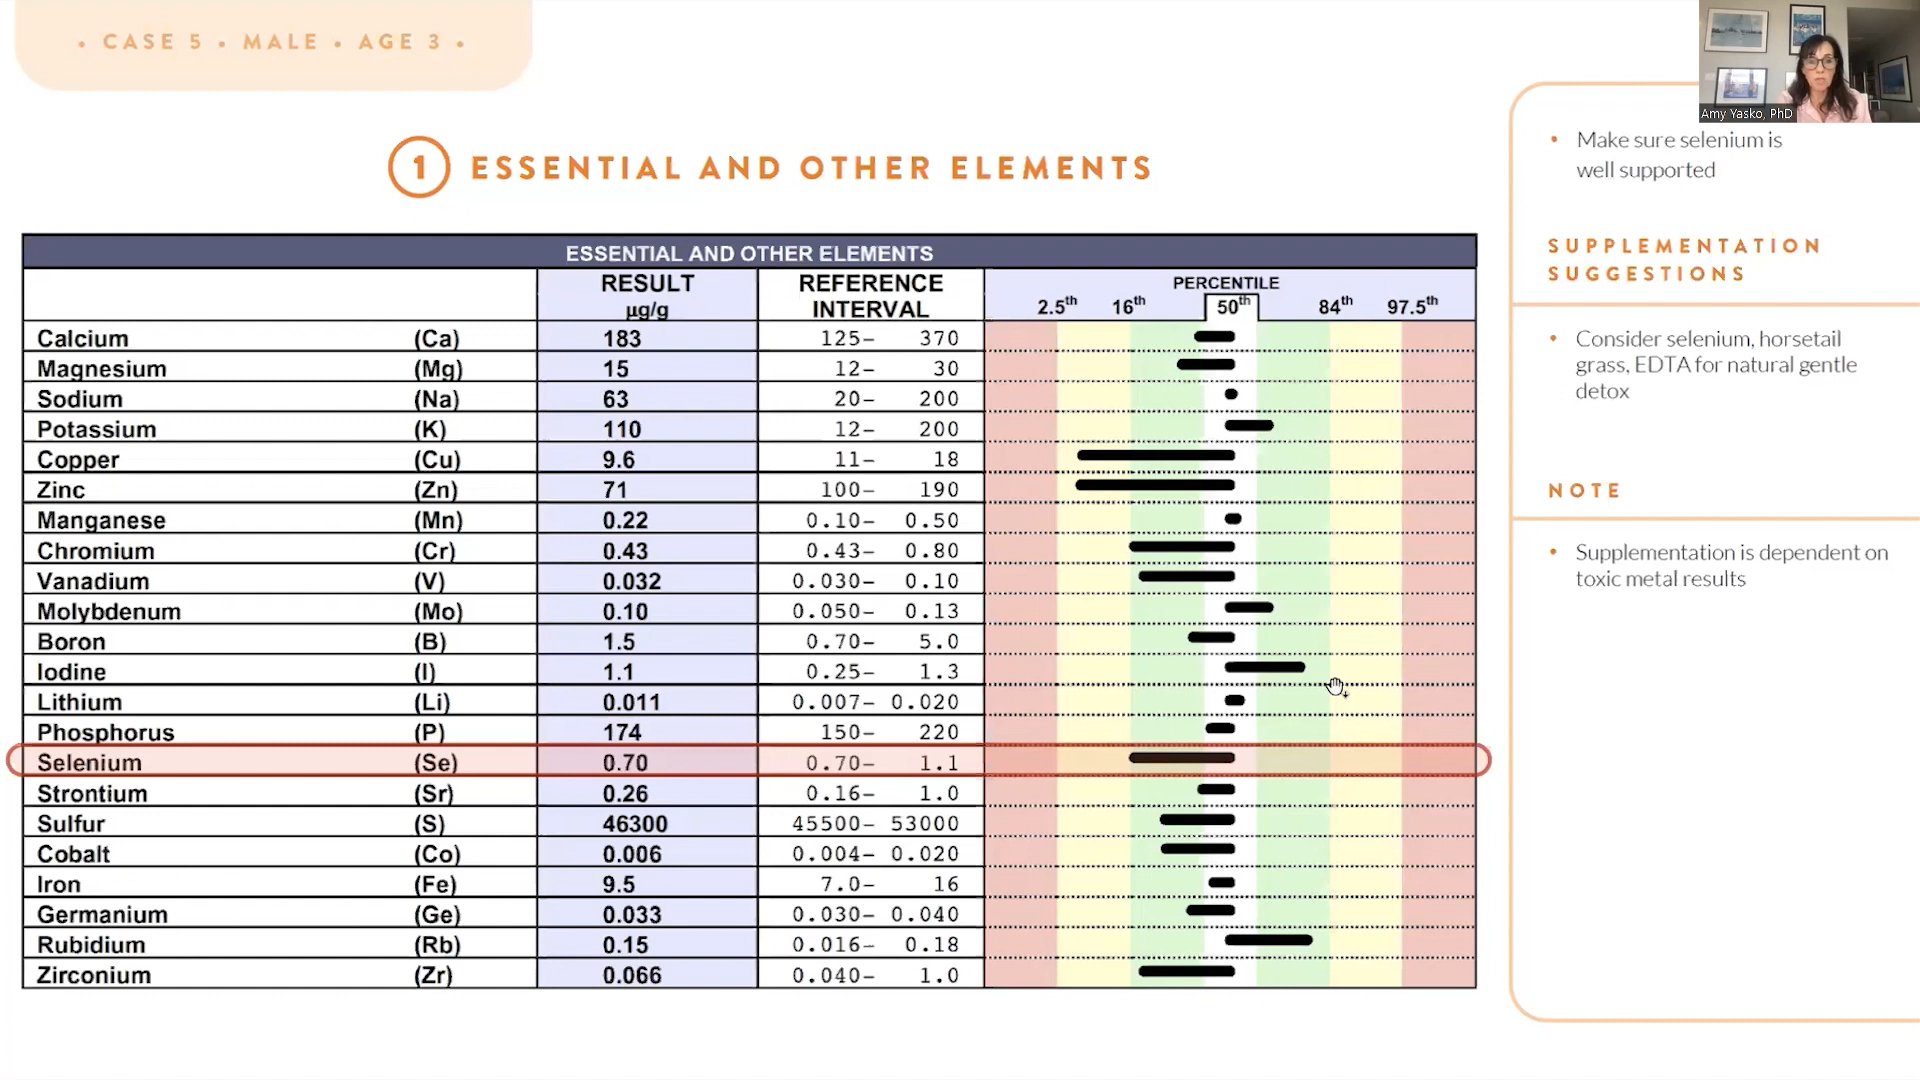 • CASE 5 • MALE • AGE 3 •
Amy Yasko, PhD
1 ESSENTIAL AND OTHER ELEMENTS
ESSENTIAL AND OTHER ELEMENTS
RESULT REFERENCE PERCENTILE
µg/g INTERVAL 2.5th 16th 50th 84th 97.5th
Calcium (Ca) 183 125- 370
Magnesium (Mg) 15 12- 30
Sodium (Na) 63 20- 200
Potassium (K) 110 12- 200
Copper (Cu) 9.6 11- 18
Zinc (Zn) 71 100- 190
Manganese (Mn) 0.22 0.10- 0.50
Chromium (Cr) 0.43 0.43- 0.80
Vanadium (V) 0.032 0.030- 0.10
Molybdenum (Mo) 0.10 0.050- 0.13
Boron (B) 1.5 0.70- 5.0
Iodine (I) 1.1 0.25- 1.3
Lithium (Li) 0.011 0.007- 0.020
Phosphorus (P) 174 150- 220
Selenium (Se) 0.70 0.70- 1.1
Strontium (Sr) 0.26 0.16- 1.0
Sulfur (S) 46300 45500- 53000
Cobalt (Co) 0.006 0.004- 0.020
Iron (Fe) 9.5 7.0- 16
Germanium (Ge) 0.033 0.030- 0.040
Rubidium (Rb) 0.15 0.016- 0.18
Zirconium (Zr) 0.066 0.040- 1.0
• Make sure selenium is
well supported
SUPPLEMENTATION
SUGGESTIONS
• Consider selenium, horsetail
grass, EDTA for natural gentle
detox
NOTE
• Supplementation is dependent on
toxic metal results